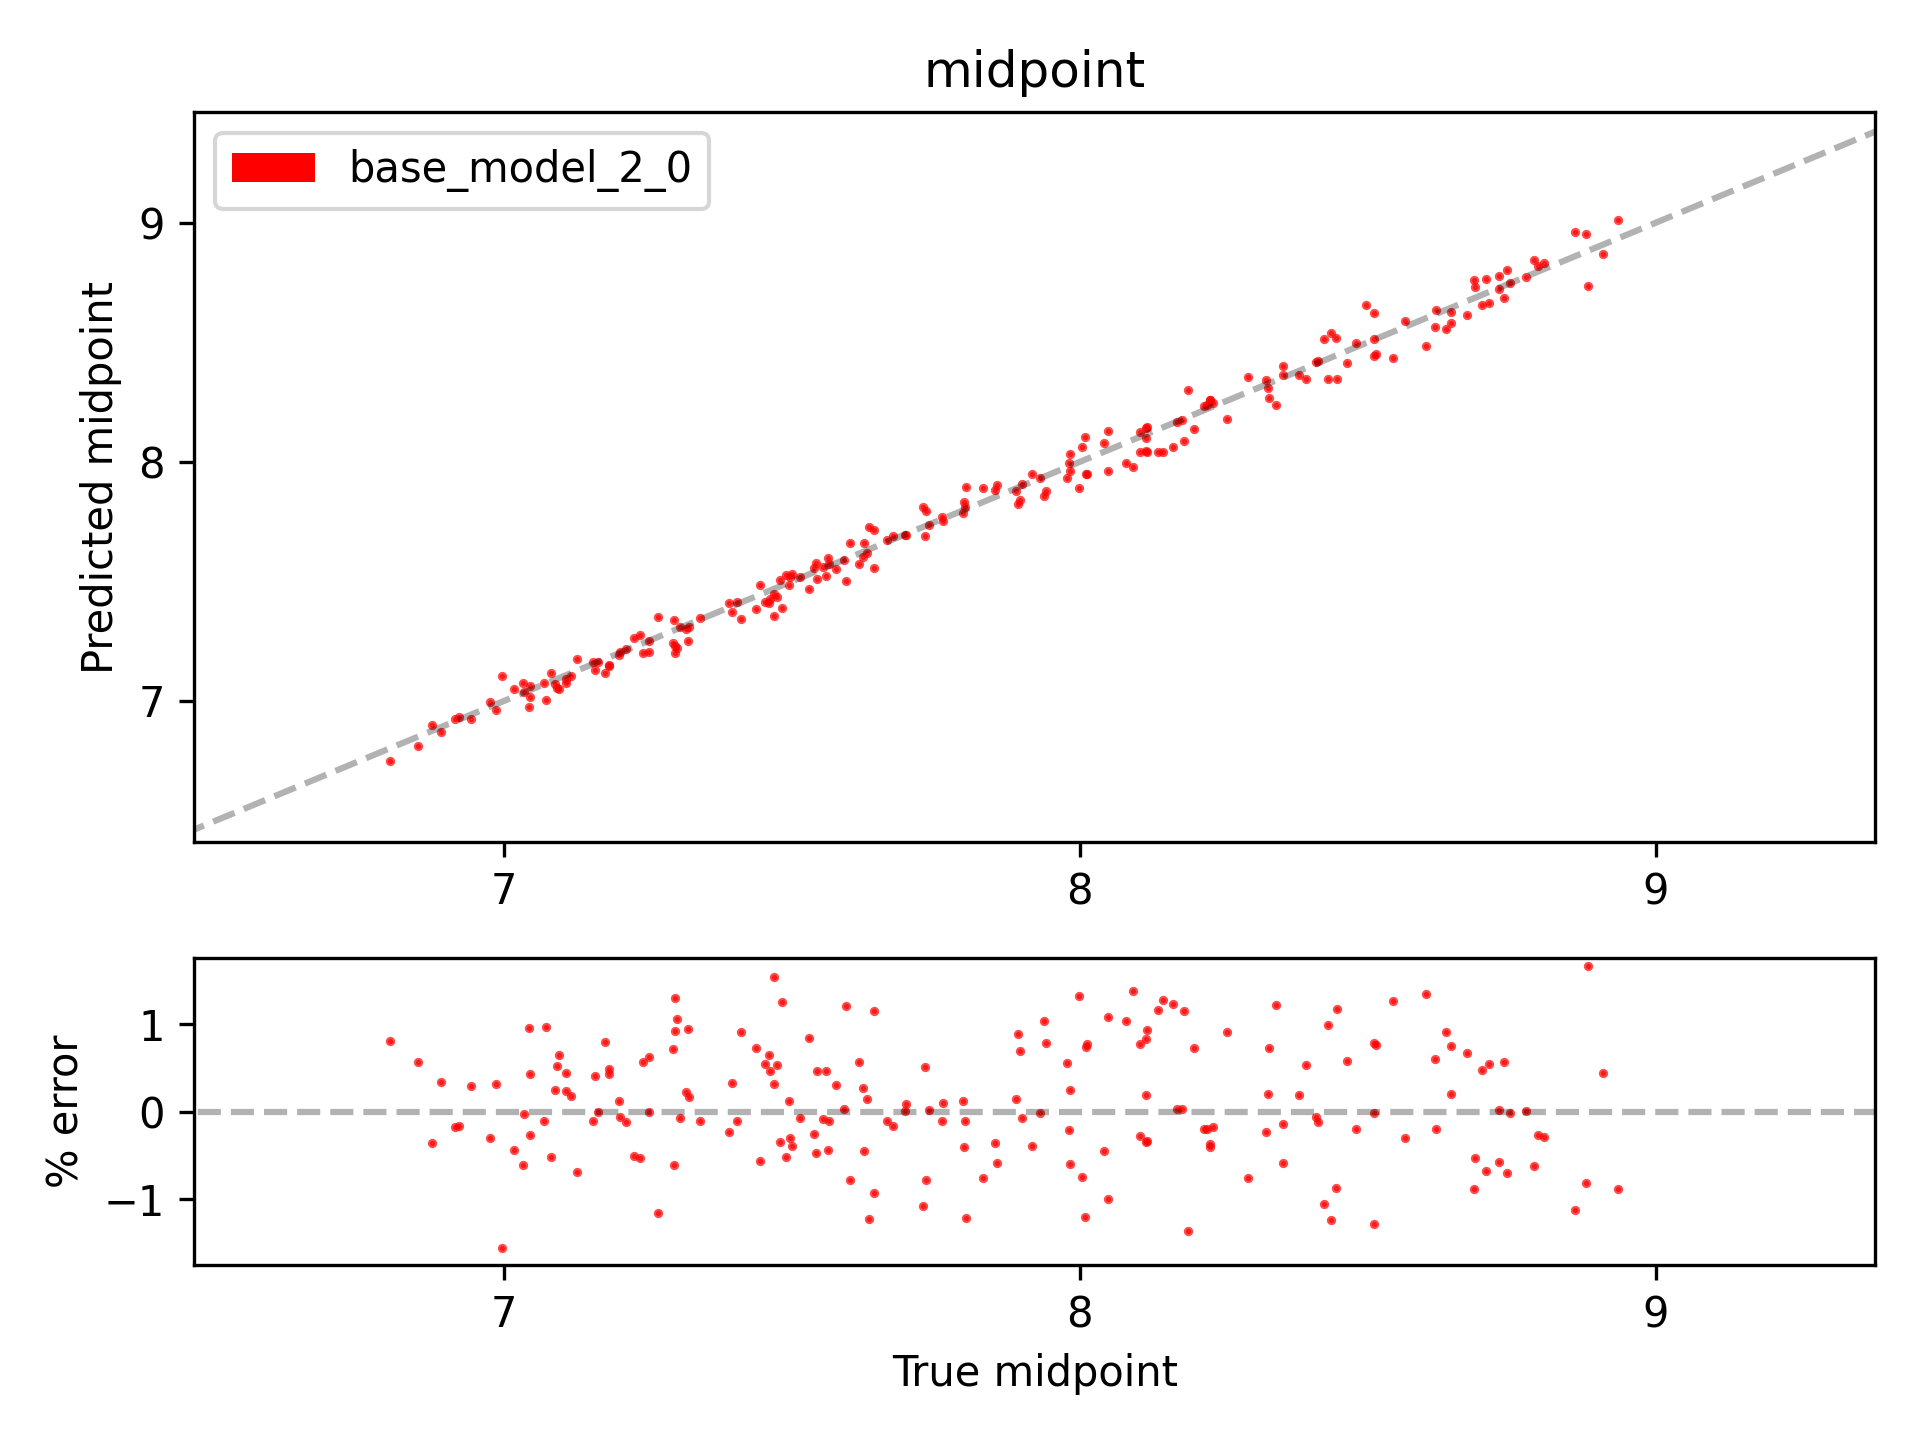 midpoint
base_model_2_0
Predicted midpoint
9
8
7
7 8 9
% error
1
0
−1
7 8 9
True midpoint